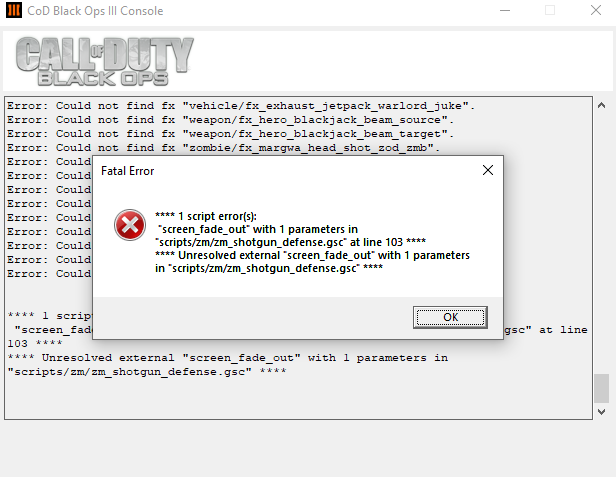 CoD Black Ops III Console
CALL OF DUTY
BLACK OPS
Error: Could not find fx "vehicle/fx_exhaust_jetpack_warlord_juke".
Error: Could not find fx "weapon/fx_hero_blackjack_beam_source".
Error: Could not find fx "weapon/fx_hero_blackjack_beam_target".
Error: Could not find fx "zombie/fx_margwa_head_shot_zod_zmb".
Error: Could
Error: Could
Error: Could
Error: Could
Error: Could
Error: Could
Error: Could
Error: Could
Error: Could
Fatal Error
**** 1 script error(s):
"screen_fade_out" with 1 parameters in
"scripts/zm/zm_shotgun_defense.gsc" at line 103 ****
**** Unresolved external "screen_fade_out" with 1 parameters
in "scripts/zm/zm_shotgun_defense.gsc" ****
OK
**** 1 script
"screen_fade gsc" at line
103 ****
**** Unresolved external "screen_fade_out" with 1 parameters in
"scripts/zm/zm_shotgun_defense.gsc" ****